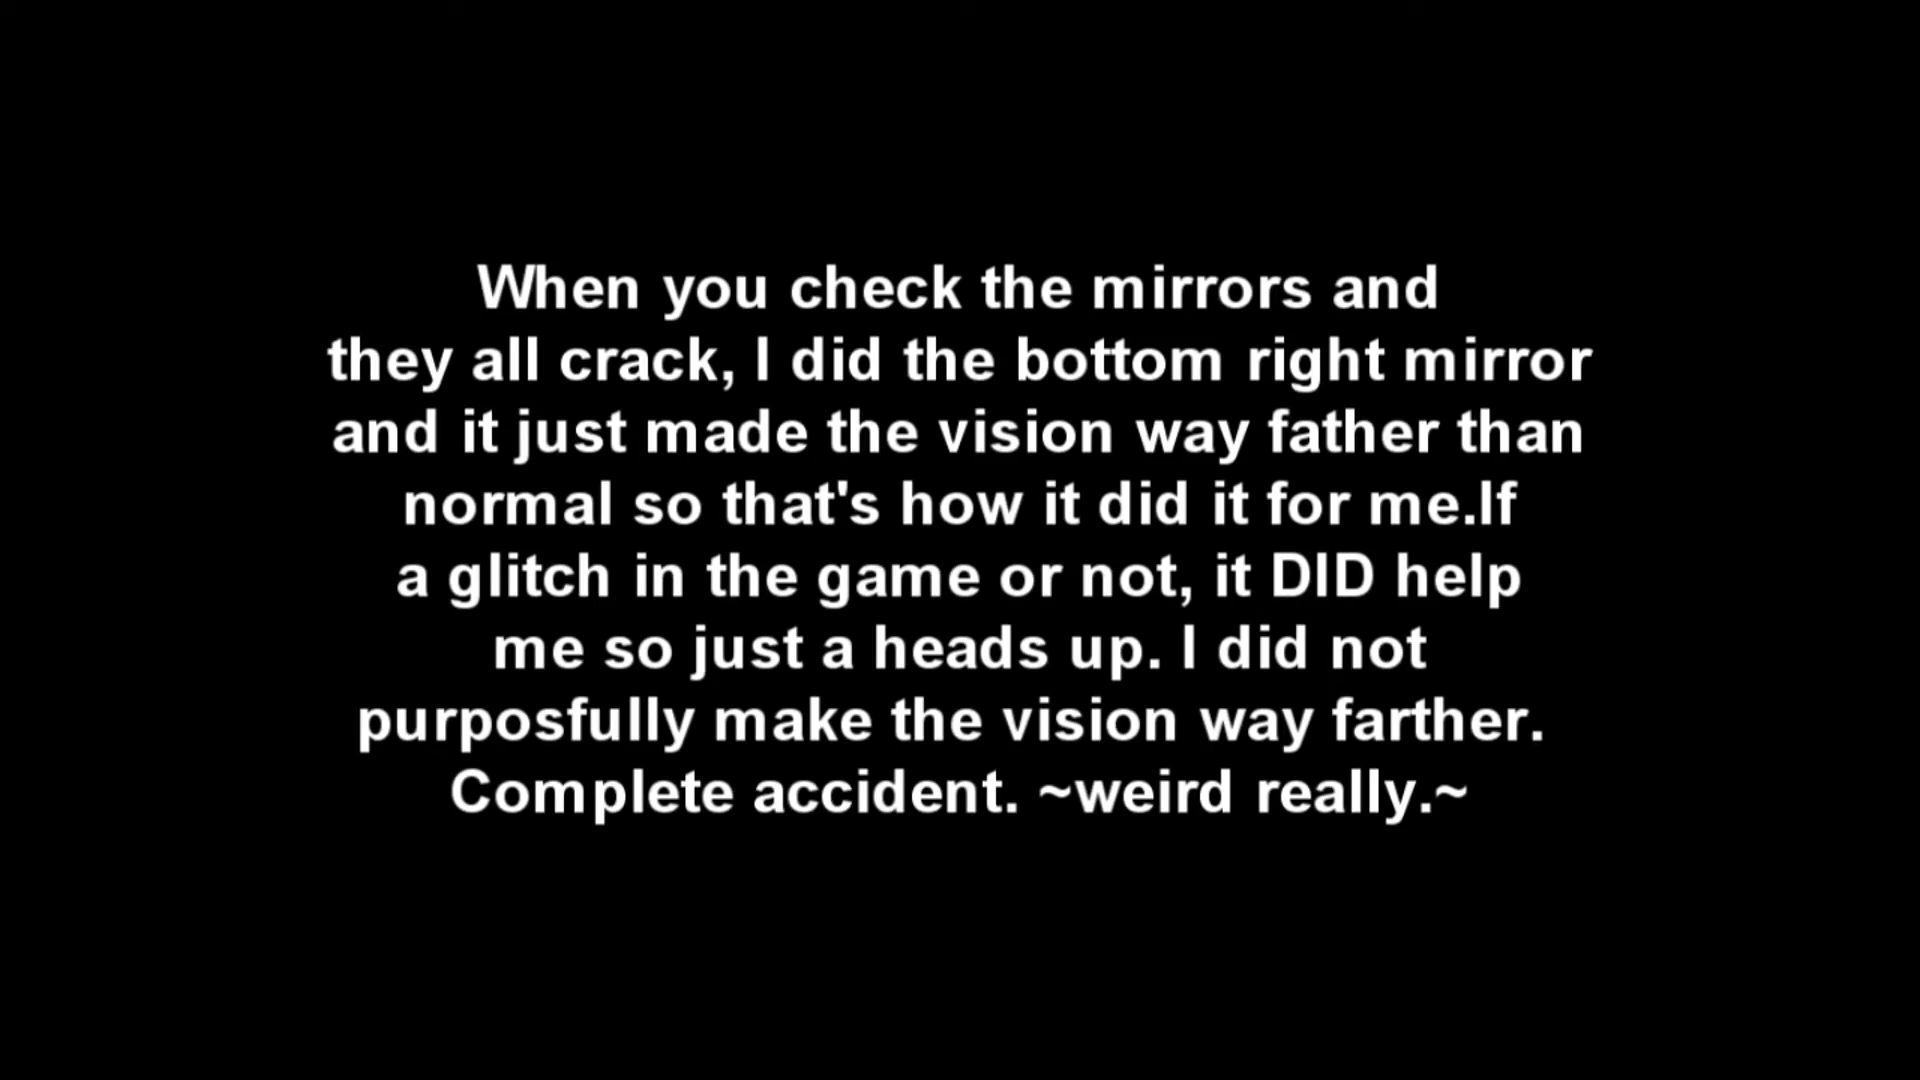 When you check the mirrors and
they all crack, I did the bottom right mirror
and it just made the vision way father than
normal so that's how it did it for me.If
a glitch in the game or not, it DID help
me so just a heads up. I did not
purposfully make the vision way farther.
Complete accident. ~weird really.~